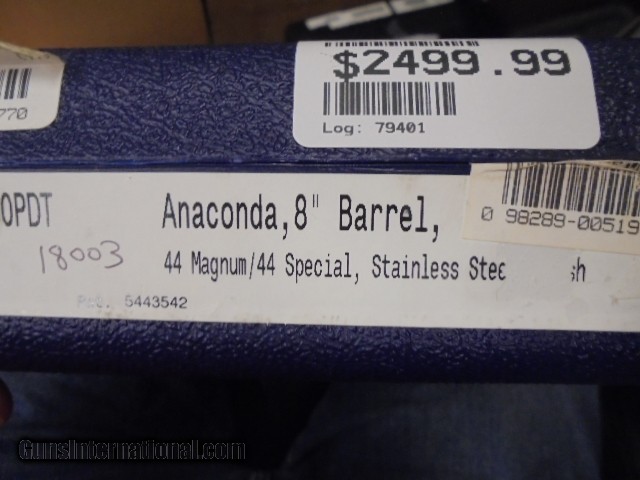 $2499.99
Log: 79401
770
0PDT
Anaconda,8" Barrel,
0 98289-00519
18003
44 Magnum/44 Special, Stainless Stee
sh
5443542
GunsInternational.com